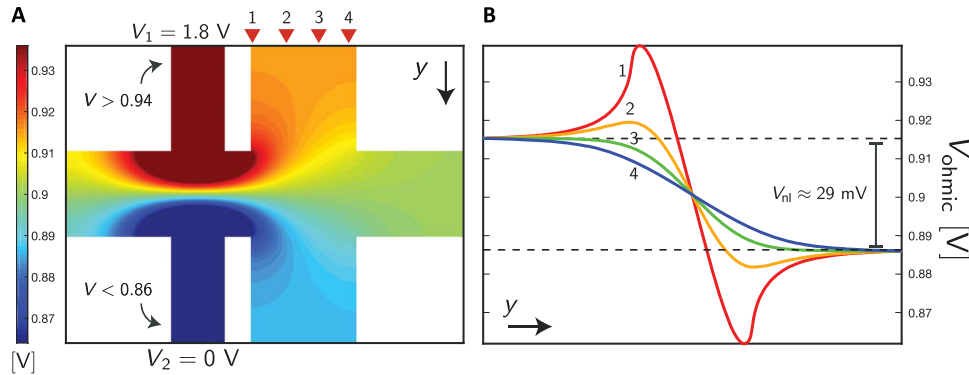 A
V₁ = 1.8 V
1 2 3 4
0.93
0.92
0.91
0.9
0.89
0.88
0.87
[V]
V > 0.94
y
V < 0.86
V₂ = 0 V
B
1
2
3
4
Vnl ≈ 29 mV
y
0.93
0.92
0.91
0.9
0.89
0.88
0.87
Vohmic [V]